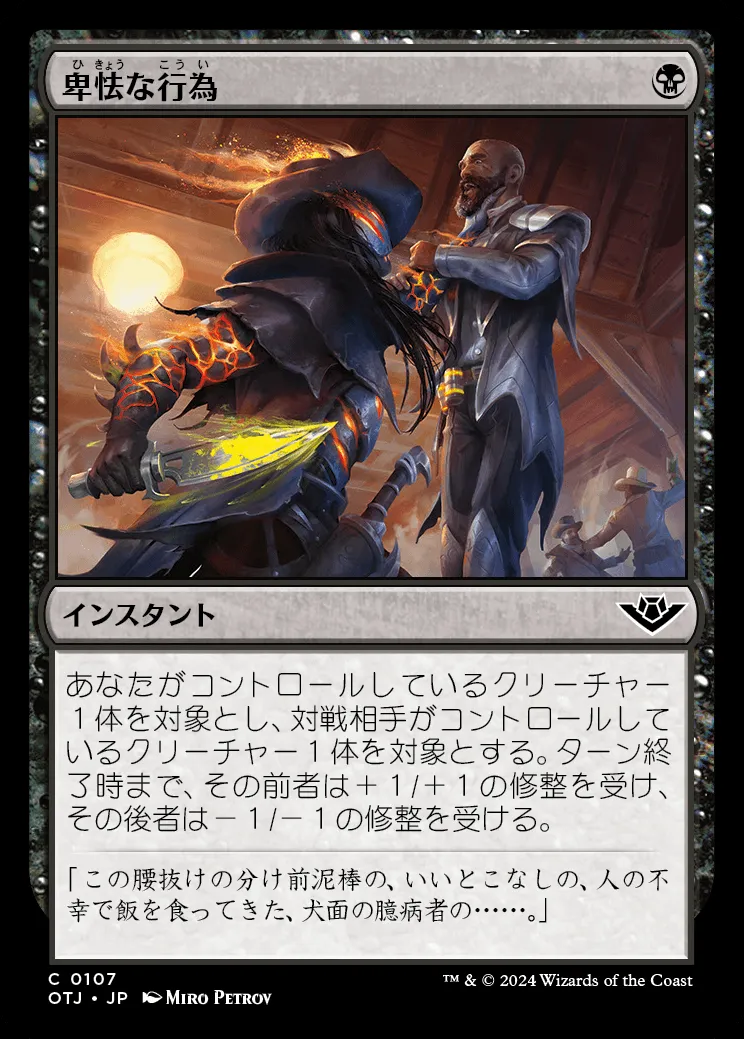 ひきょう こうい
卑怯な行為
インスタント
あなたがコントロールしているクリーチャー
１体を対象とし、対戦相手がコントロールして
いるクリーチャー１体を対象とする。ターン終
了時まで、その前者は＋１/＋１の修整を受け、
その後者は－１/－１の修整を受ける。
「この腰抜けの分け前泥棒の、いいとこなしの、人の不
幸で飯を食ってきた、犬面の臆病者の……。」
C 0107
OTJ • JP MIRO PETROV
™ & © 2024 Wizards of the Coast